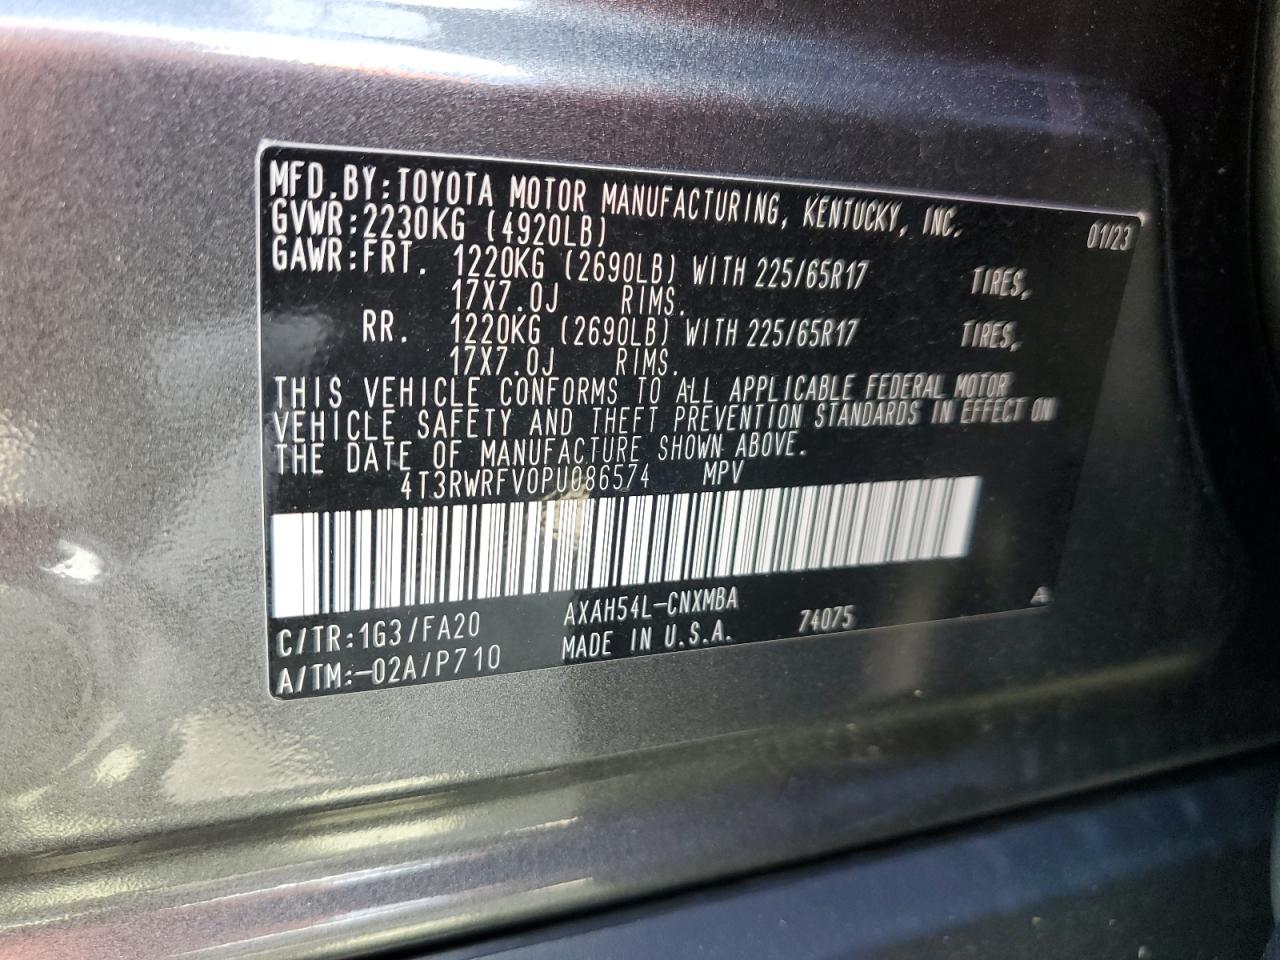 MFD.BY:TOYOTA MOTOR MANUFACTURING, KENTUCKY, INC. 01/23
GVWR:2230KG (4920LB)
GAWR:FRT. 1220KG (2690LB) WITH 225/65R17 TIRES,
17X7.0J RIMS.
RR. 1220KG (2690LB) WITH 225/65R17 TIRES,
17X7.0J RIMS.
THIS VEHICLE CONFORMS TO ALL APPLICABLE FEDERAL MOTOR
VEHICLE SAFETY AND THEFT PREVENTION STANDARDS IN EFFECT ON
THE DATE OF MANUFACTURE SHOWN ABOVE.
4T3RWRFV0PU086574 MPV
C/TR:1G3/FA20 AXAH54L-CNXMBA 74075
A/TM:-02A/P710 MADE IN U.S.A.